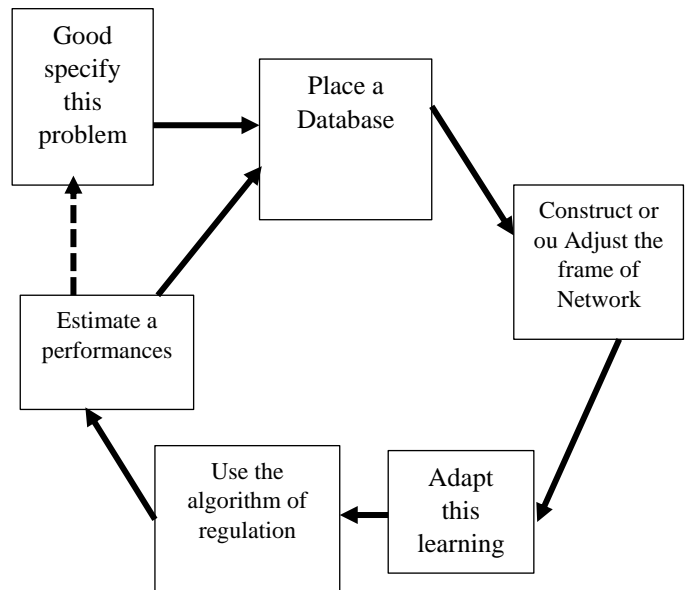 Good
specify
this
problem
Place a
Database
Construct or
ou Adjust the
frame of
Network
Adapt
this
learning
Use the
algorithm of
regulation
Estimate a
performances